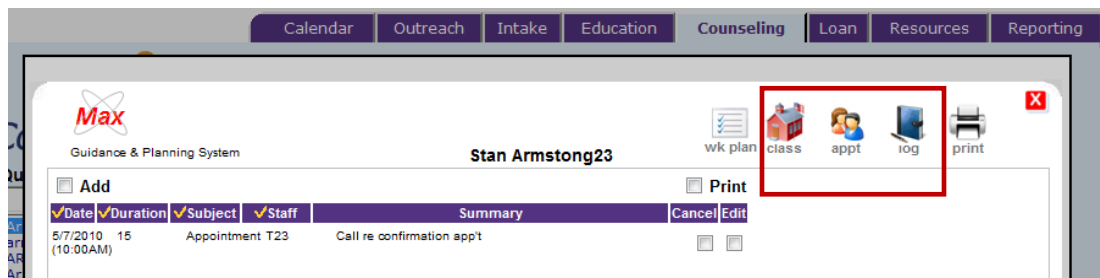 Calendar Outreach Intake Education Counseling Loan Resources Reporting
Max
Guidance & Planning System
Stan Armstong23
wk plan class appt log print
X
Add Print
Date Duration Subject Staff Summary Cancel Edit
5/7/2010 15 Appointment T23 Call re confirmation app't
(10:00AM)